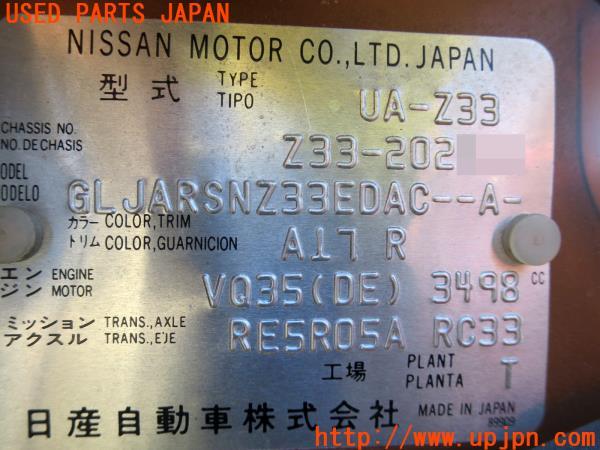 USED PARTS JAPAN
NISSAN MOTOR CO.,LTD. JAPAN
型式 TYPE TIPO UA-Z33
CHASSIS NO. NO. DE CHASIS Z33-202
MODEL MODELO GLJARSNZ33EDAC--A-
カラー COLOR,TRIM
トリム COLOR,GUARNICION A17 R
エンジン ENGINE MOTOR VQ35(DE) 3498 cc
ミッション TRANS.,AXLE
アクスル TRANS.,EJE RE5R05A RC33
工場 PLANT PLANTA T
日産自動車株式会社 MADE IN JAPAN
89909
http://www.upjpn.com